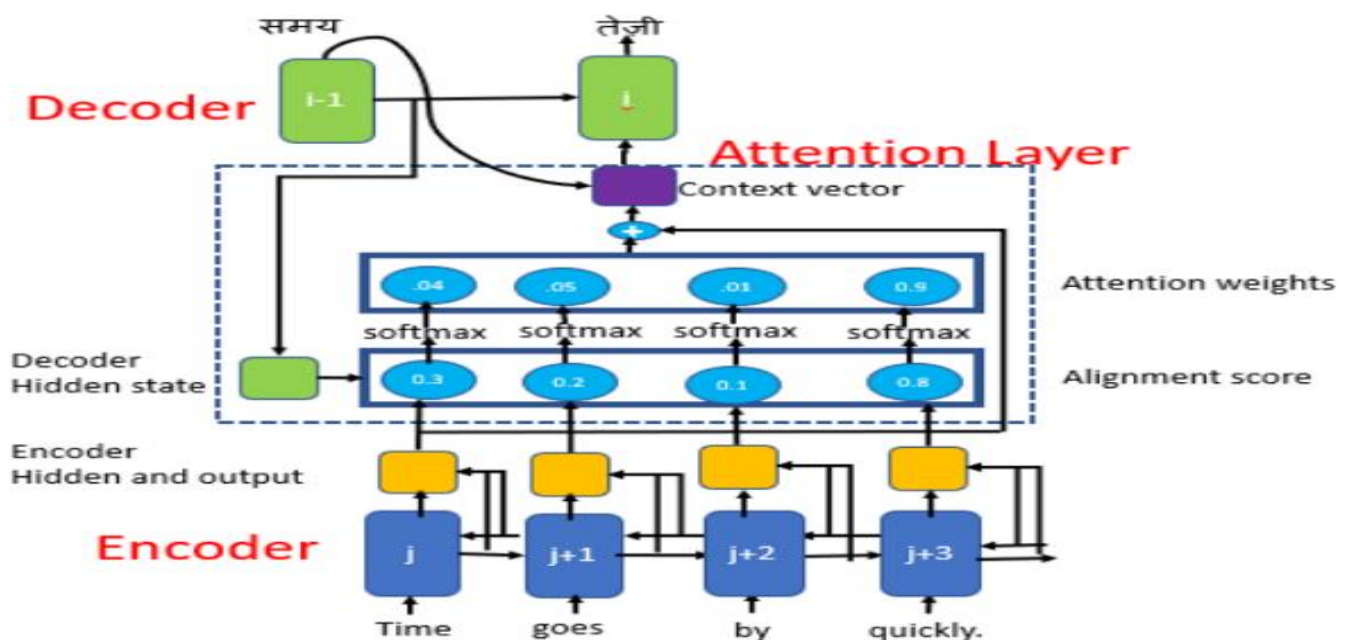 समय तेज़ी
i-1 i
Decoder
Attention Layer
Context vector
+
.04 .05 .01 0.9
Attention weights
softmax softmax softmax softmax
Decoder
Hidden state
0.3 0.2 0.1 0.8
Alignment score
Encoder
Hidden and output
Encoder
j j+1 j+2 j+3
Time goes by quickly.